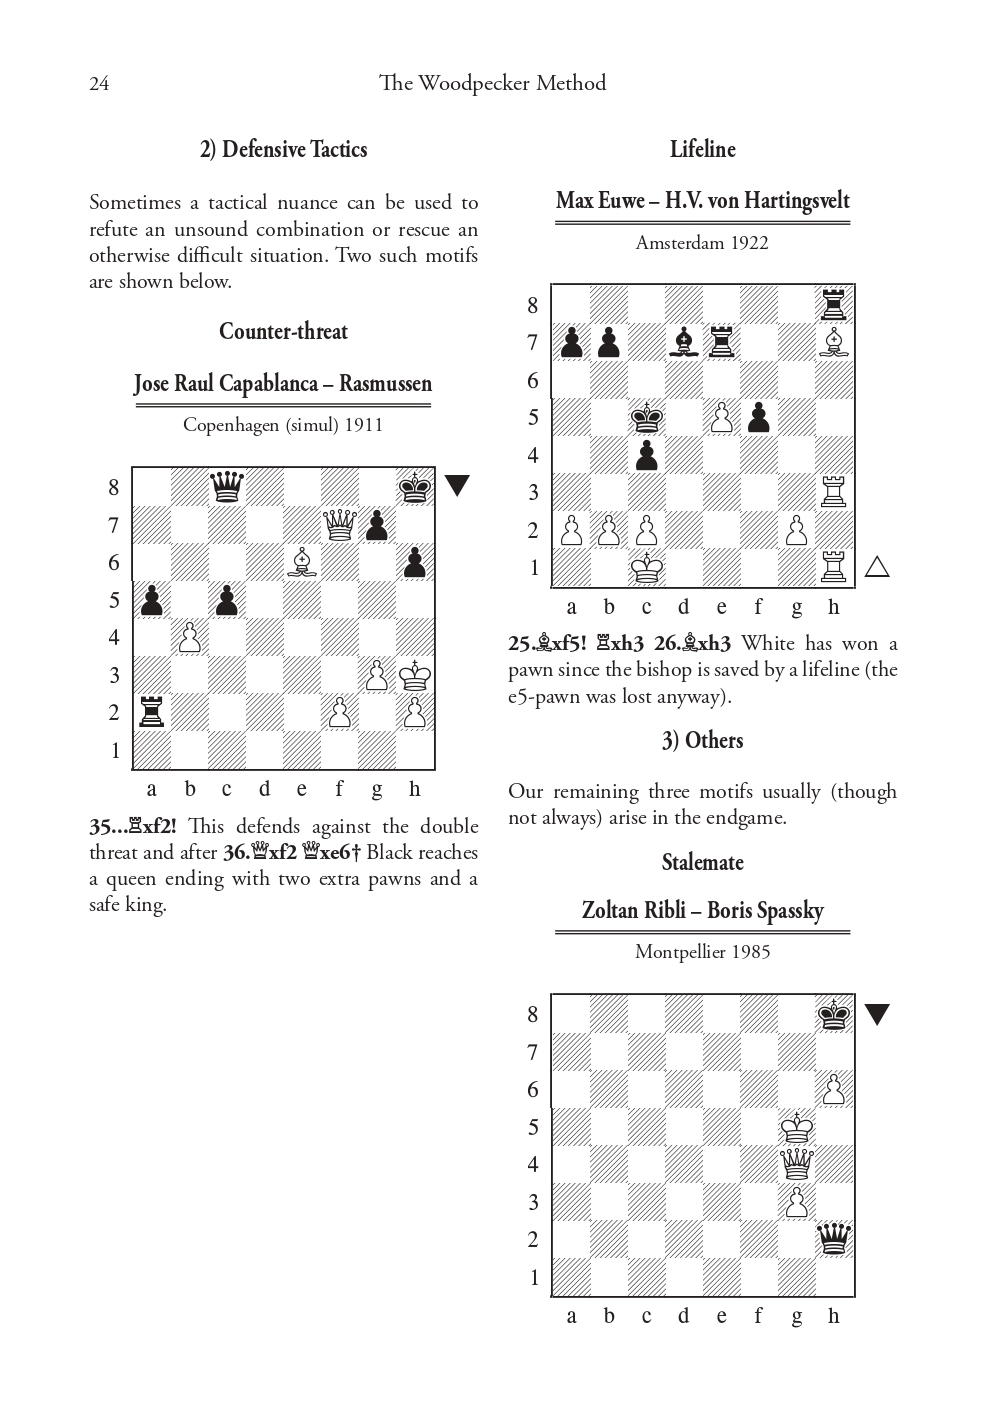 24
The Woodpecker Method
2) Defensive Tactics
Sometimes a tactical nuance can be used to
refute an unsound combination or rescue an
otherwise difficult situation. Two such motifs
are shown below.
Counter-threat
Jose Raul Capablanca – Rasmussen
Copenhagen (simul) 1911
8
7
6
5
4
3
2
1
a b c d e f g h
35...♖xf2! This defends against the double
threat and after 36.♕xf2 ♕xe6† Black reaches
a queen ending with two extra pawns and a
safe king.
Lifeline
Max Euwe – H.V. von Hartingsvelt
Amsterdam 1922
8
7
6
5
4
3
2
1
a b c d e f g h
25.♗xf5! ♖xh3 26.♗xh3 White has won a
pawn since the bishop is saved by a lifeline (the
e5-pawn was lost anyway).
3) Others
Our remaining three motifs usually (though
not always) arise in the endgame.
Stalemate
Zoltan Ribli – Boris Spassky
Montpellier 1985
8
7
6
5
4
3
2
1
a b c d e f g h